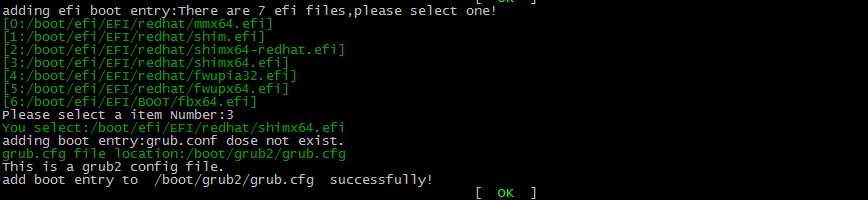 [  OK  ]
adding efi boot entry:There are 7 efi files,please select one!
[0:/boot/efi/EFI/redhat/mmx64.efi]
[1:/boot/efi/EFI/redhat/shim.efi]
[2:/boot/efi/EFI/redhat/shimx64-redhat.efi]
[3:/boot/efi/EFI/redhat/shimx64.efi]
[4:/boot/efi/EFI/redhat/fwupia32.efi]
[5:/boot/efi/EFI/redhat/fwupx64.efi]
[6:/boot/efi/EFI/BOOT/fbx64.efi]
Please select a item Number:3
You select:/boot/efi/EFI/redhat/shimx64.efi
adding boot entry:grub.conf dose not exist.
grub.cfg file location:/boot/grub2/grub.cfg
This is a grub2 config file.
add boot entry to  /boot/grub2/grub.cfg  successfully!
[  OK  ]